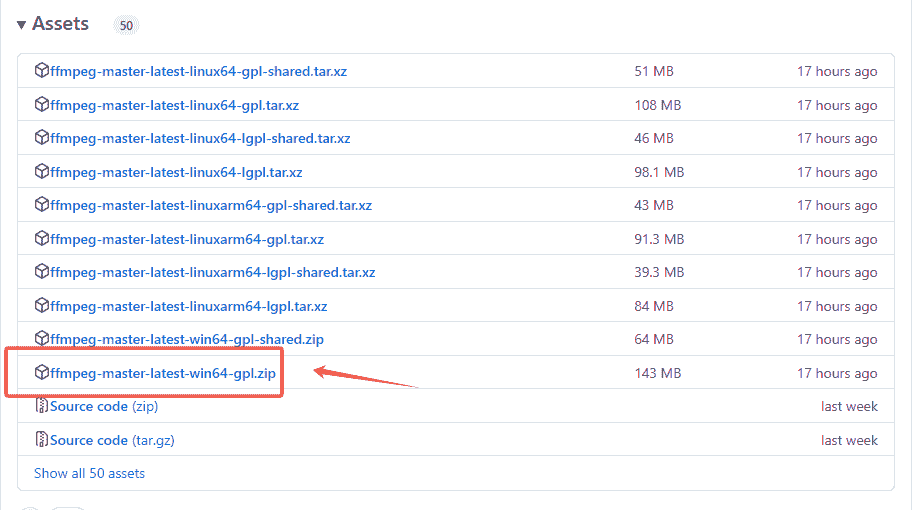 Assets 50
ffmpeg-master-latest-linux64-gpl-shared.tar.xz 51 MB 17 hours ago
ffmpeg-master-latest-linux64-gpl.tar.xz 108 MB 17 hours ago
ffmpeg-master-latest-linux64-lgpl-shared.tar.xz 46 MB 17 hours ago
ffmpeg-master-latest-linux64-lgpl.tar.xz 98.1 MB 17 hours ago
ffmpeg-master-latest-linuxarm64-gpl-shared.tar.xz 43 MB 17 hours ago
ffmpeg-master-latest-linuxarm64-gpl.tar.xz 91.3 MB 17 hours ago
ffmpeg-master-latest-linuxarm64-lgpl-shared.tar.xz 39.3 MB 17 hours ago
ffmpeg-master-latest-linuxarm64-lgpl.tar.xz 84 MB 17 hours ago
ffmpeg-master-latest-win64-gpl-shared.zip 64 MB 17 hours ago
ffmpeg-master-latest-win64-gpl.zip 143 MB 17 hours ago
Source code (zip) last week
Source code (tar.gz) last week
Show all 50 assets